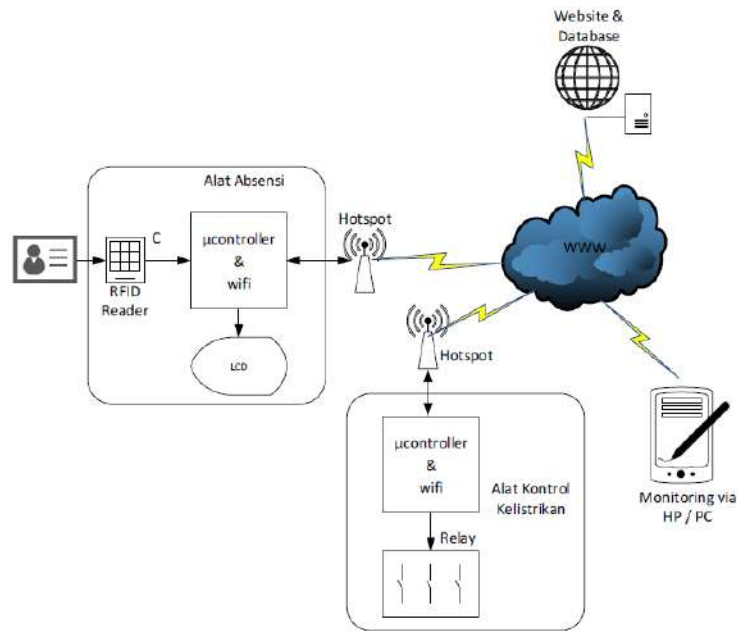 Website &
Database
Alat Absensi
Hotspot
C
µcontroller
&
wifi
RFID
Reader
LCD
www
Hotspot
µcontroller
&
wifi
Alat Kontrol
Kelistrikan
Relay
Monitoring via
HP / PC